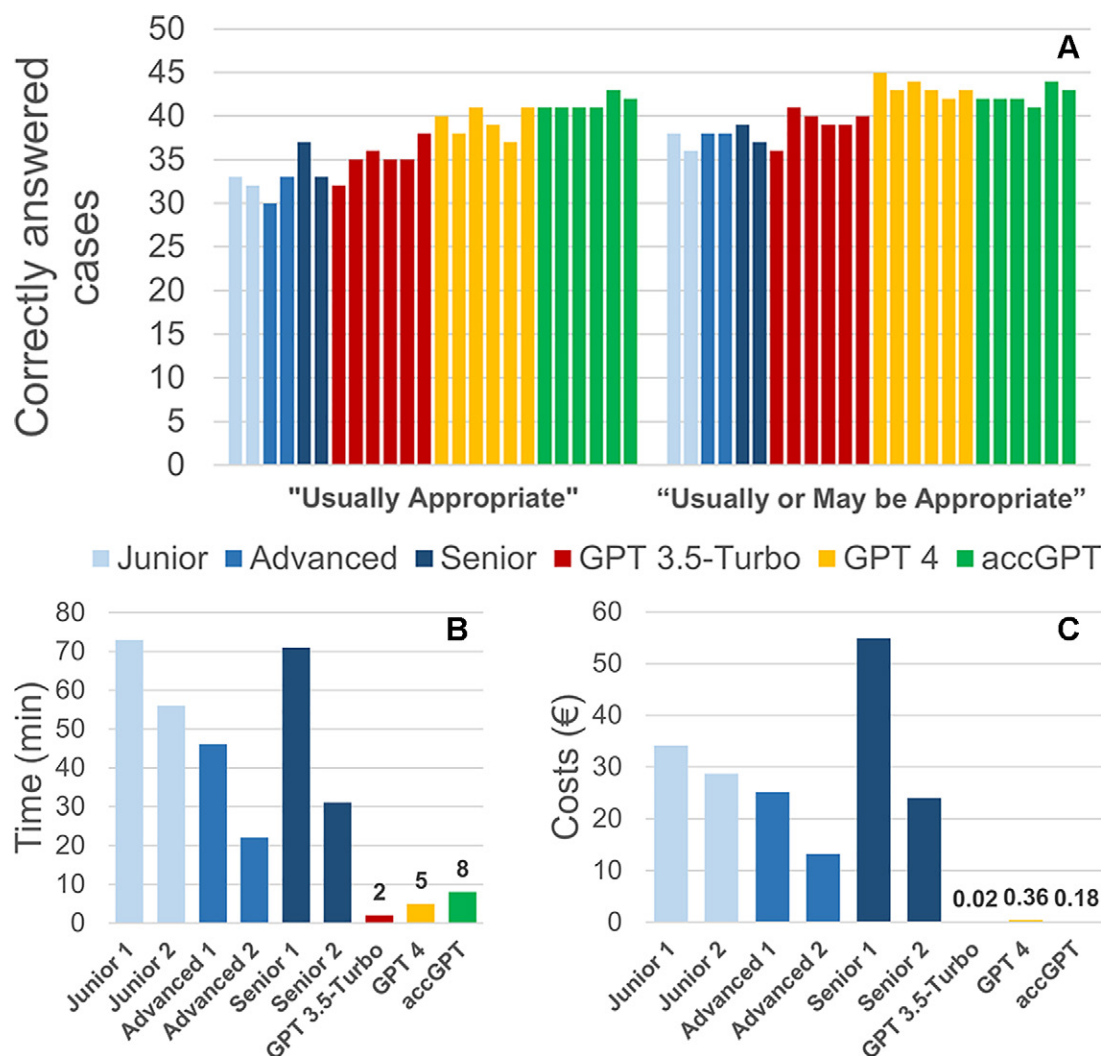 A
Correctly answered
cases
50
45
40
35
30
25
20
15
10
5
0
"Usually Appropriate"
“Usually or May be Appropriate”
Junior Advanced Senior GPT 3.5-Turbo GPT 4 accGPT
B
Time (min)
80
70
60
50
40
30
20
10
0
2 5 8
Junior 1
Junior 2
Advanced 1
Advanced 2
Senior 1
Senior 2
GPT 3.5-Turbo
GPT 4
accGPT
C
Costs (€)
60
50
40
30
20
10
0
0.02 0.36 0.18
Junior 1
Junior 2
Advanced 1
Advanced 2
Senior 1
Senior 2
GPT 3.5-Turbo
GPT 4
accGPT